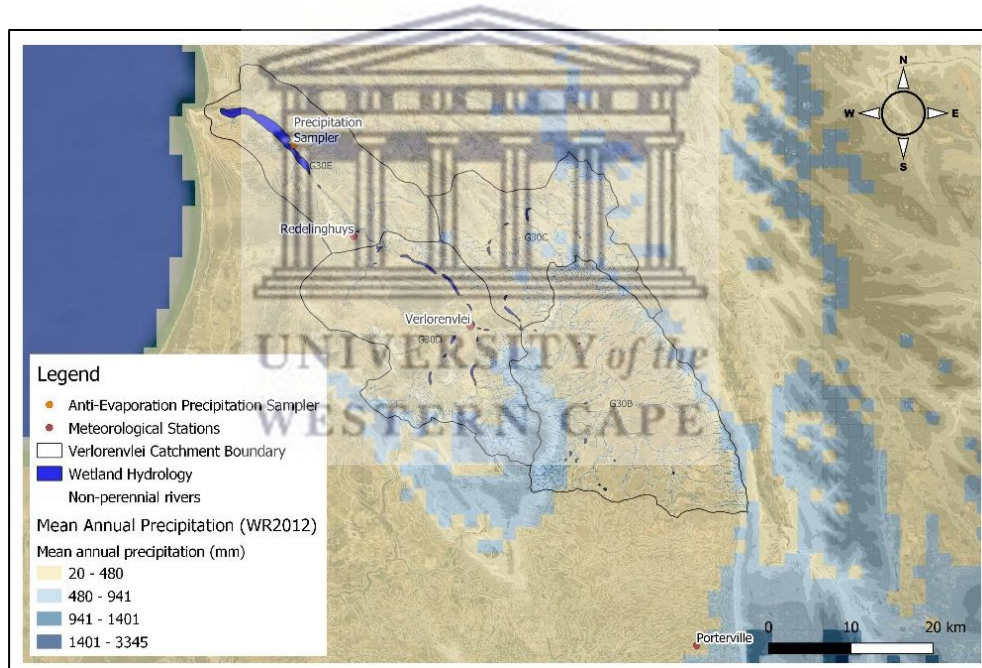 N
W E
S
Precipitation
Sampler
G30E
Redelinghuys
G30C
Verlorenvlei
G30D
UNIVERSITY of the
WESTERN CAPE
G30B
Legend
Anti-Evaporation Precipitation Sampler
Meteorological Stations
Verlorenvlei Catchment Boundary
Wetland Hydrology
Non-perennial rivers
Mean Annual Precipitation (WR2012)
Mean annual precipitation (mm)
20 - 480
480 - 941
941 - 1401
1401 - 3345
Porterville
0 10 20 km